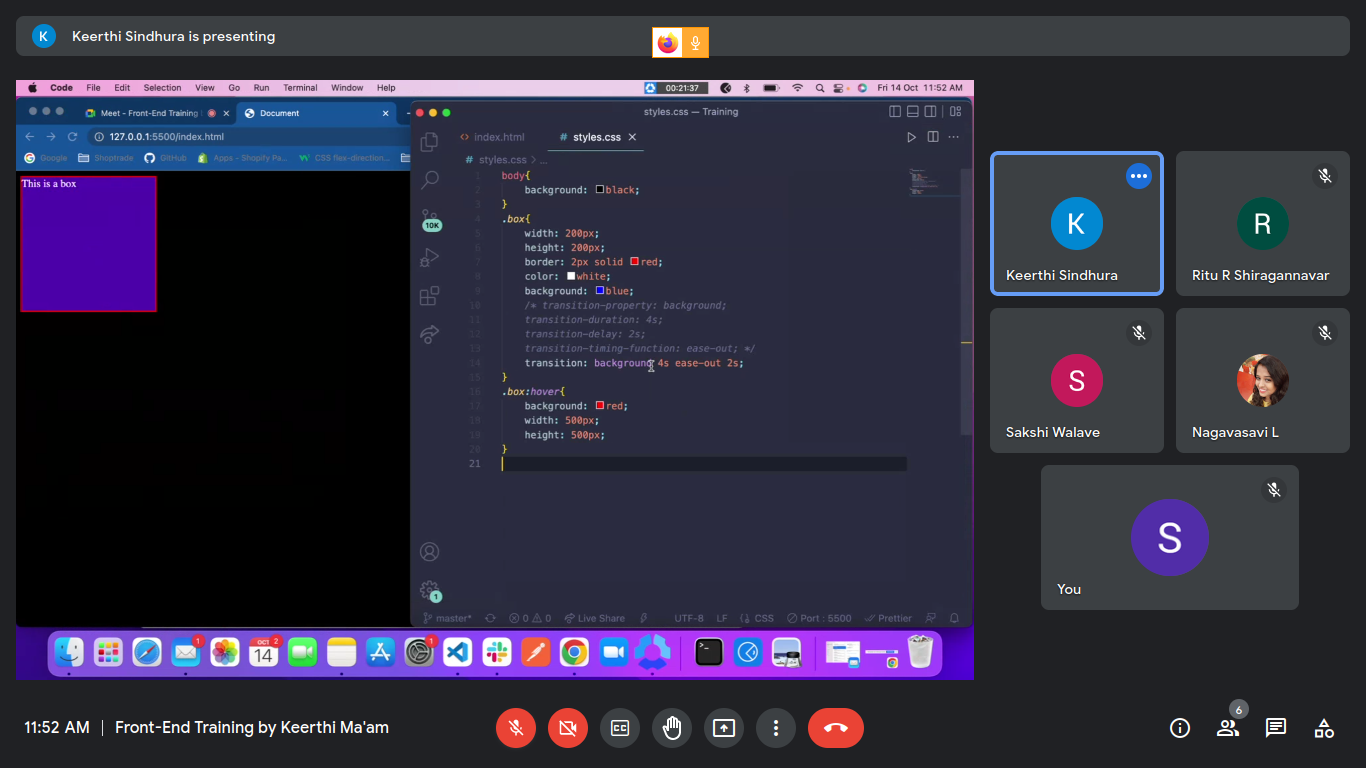 K Keerthi Sindhura is presenting
Code File Edit Selection View Go Run Terminal Window Help 00:21:37 Fri 14 Oct 11:52 AM
Meet - Front-End Training
Document
127.0.0.1:5500/index.html
Google Shoptrade GitHub Apps - Shopify Pa... CSS flex-direction...
This is a box
styles.css — Training
index.html # styles.css
# styles.css > ...
10K
1 body{
2 background: black;
3 }
4 .box{
5 width: 200px;
6 height: 200px;
7 border: 2px solid red;
8 color: white;
9 background: blue;
10 /* transition-property: background;
11 transition-duration: 4s;
12 transition-delay: 2s;
13 transition-timing-function: ease-out; */
14 transition: background 4s ease-out 2s;
15 }
16 .box:hover{
17 background: red;
18 width: 500px;
19 height: 500px;
20 }
21
1
master* 0 0 Live Share UTF-8 LF CSS Port : 5500 Prettier
1
OCT 2
14
1
K
Keerthi Sindhura
R
Ritu R Shiragannavar
S
Sakshi Walave
Nagavasavi L
S
You
11:52 AM | Front-End Training by Keerthi Ma'am
CC
6